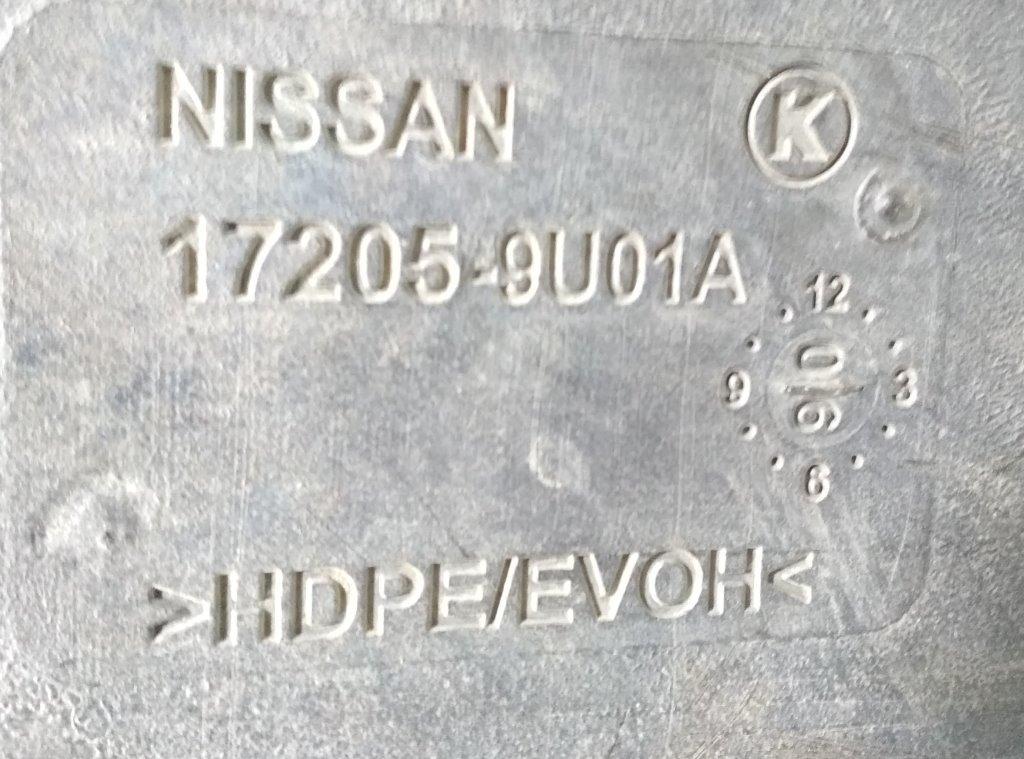 NISSAN K
17205-9U01A
12
9 06 3
6
>HDPE/EVOH<